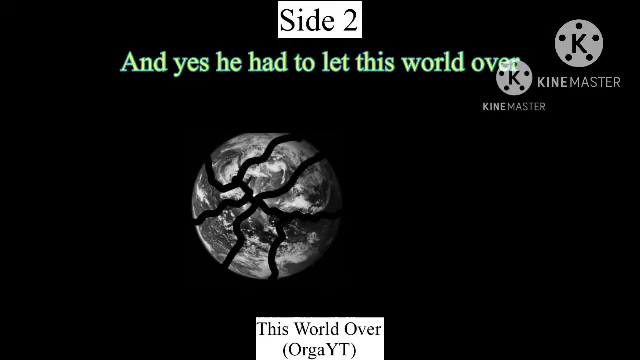 Side 2
And yes he had to let this world over
KINEMASTER
KINEMASTER
This World Over
(OrgaYT)